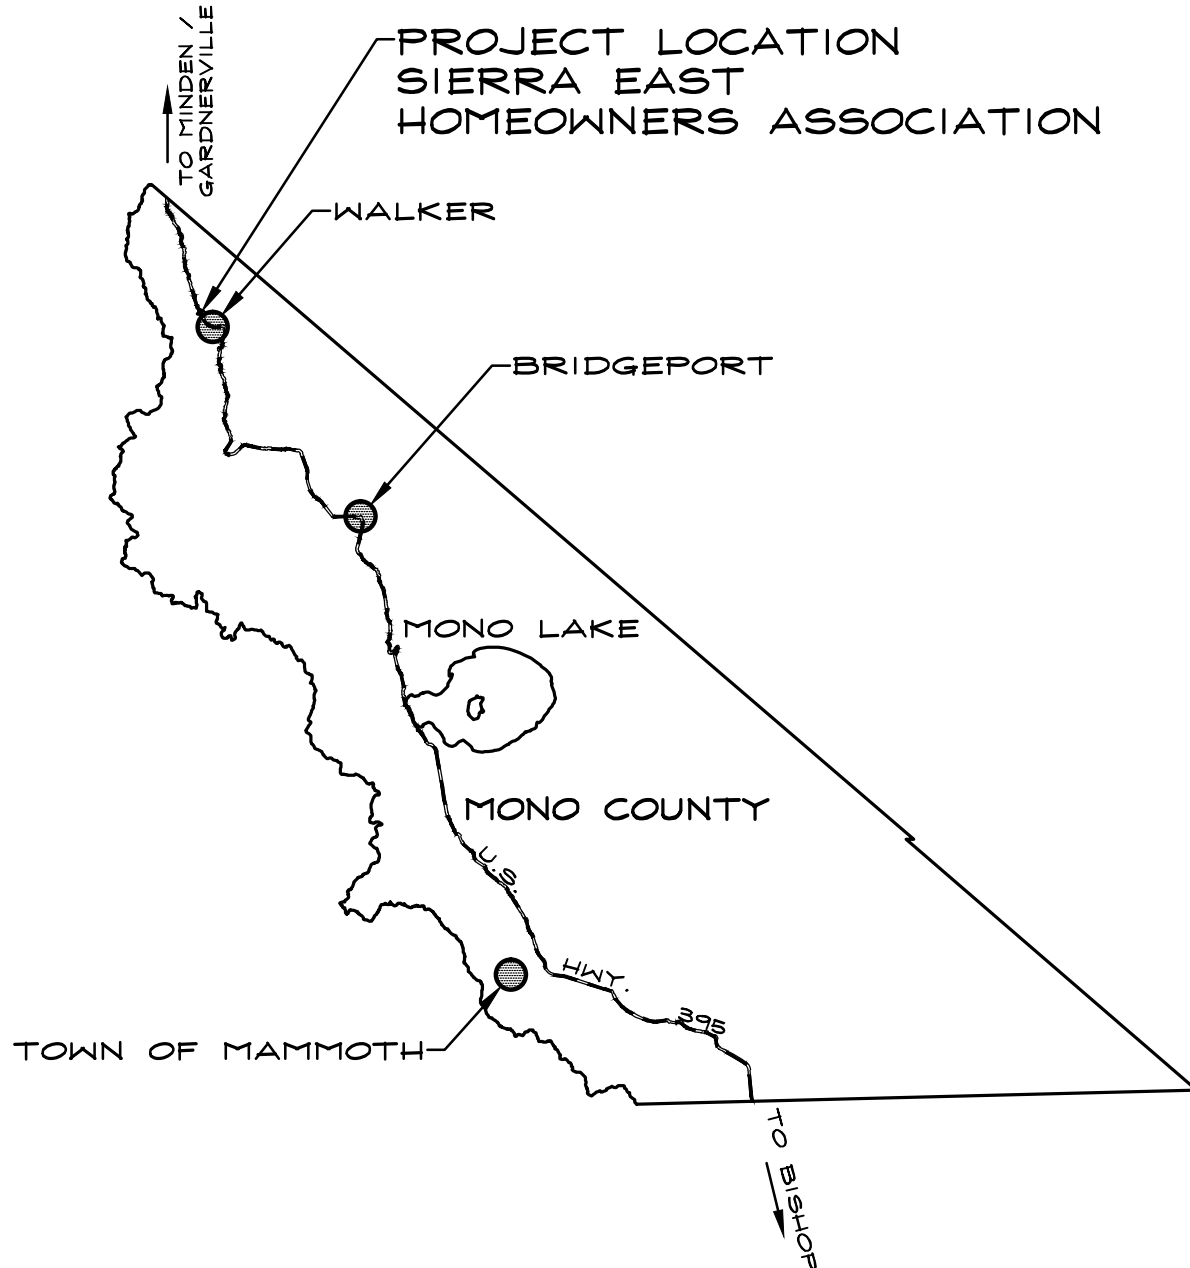 TO MINDEN /
GARDNERVILLE
PROJECT LOCATION
SIERRA EAST
HOMEOWNERS ASSOCIATION
WALKER
BRIDGEPORT
MONO LAKE
MONO COUNTY
U.S.
HWY.
395
TOWN OF MAMMOTH
TO BISHOP